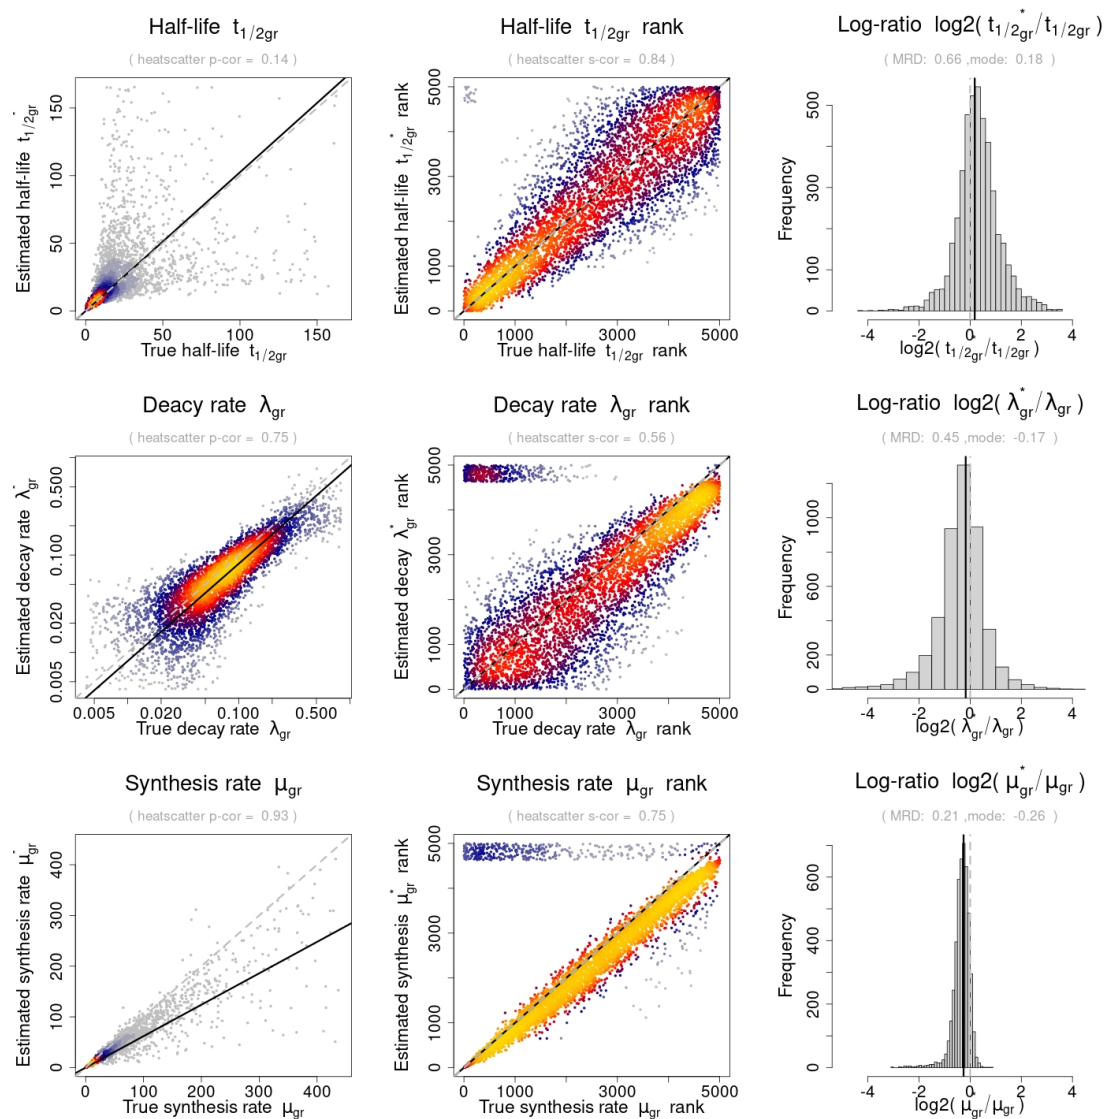 Half-life t1/2gr
( heatscatter p-cor = 0.14 )
Estimated half-life t*1/2gr
0 50 100 150
0 50 100 150
True half-life t1/2gr
Half-life t1/2gr rank
( heatscatter s-cor = 0.84 )
Estimated half-life t*1/2gr rank
0 1000 3000 5000
0 1000 3000 5000
True half-life t1/2gr rank
Log-ratio log2( t*1/2gr/t1/2gr )
( MRD: 0.66 ,mode: 0.18 )
Frequency
0 100 300 500
-4 -2 0 2 4
log2( t1/2gr/t1/2gr )
Deacy rate λgr
( heatscatter p-cor = 0.75 )
Estimated decay rate λ*gr
0.005 0.020 0.100 0.500
0.005 0.020 0.100 0.500
True decay rate λgr
Decay rate λgr rank
( heatscatter s-cor = 0.56 )
Estimated decay λ*gr rank
0 1000 3000 5000
0 1000 3000 5000
True decay rate λgr rank
Log-ratio log2( λ*gr/λgr )
( MRD: 0.45 ,mode: -0.17 )
Frequency
0 200 600 1000
-4 -2 0 2 4
log2( λgr/λgr )
Synthesis rate μgr
( heatscatter p-cor = 0.93 )
Estimated synthesis rate μ*gr
0 100 200 300 400
0 100 200 300 400
True synthesis rate μgr
Synthesis rate μgr rank
( heatscatter s-cor = 0.75 )
Estimated synthesis μ*gr rank
0 1000 3000 5000
0 1000 3000 5000
True synthesis rate μgr rank
Log-ratio log2( μ*gr/μgr )
( MRD: 0.21 ,mode: -0.26 )
Frequency
0 200 400 600
-4 -2 0 2 4
log2( μgr/μgr )